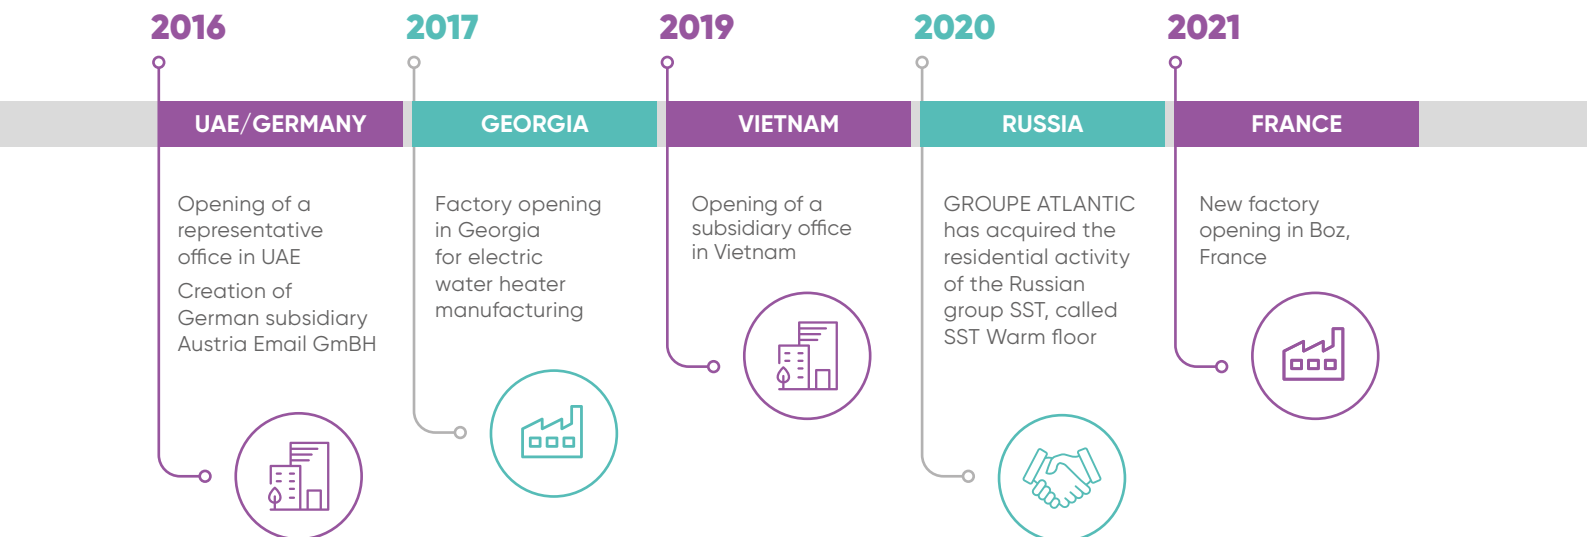 2016
UAE/GERMANY
Opening of a
representative
office in UAE
Creation of
German subsidiary
Austria Email GmBH
2017
GEORGIA
Factory opening
in Georgia
for electric
water heater
manufacturing
2019
VIETNAM
Opening of a
subsidiary office
in Vietnam
2020
RUSSIA
GROUPE ATLANTIC
has acquired the
residential activity
of the Russian
group SST, called
SST Warm floor
2021
FRANCE
New factory
opening in Boz,
France